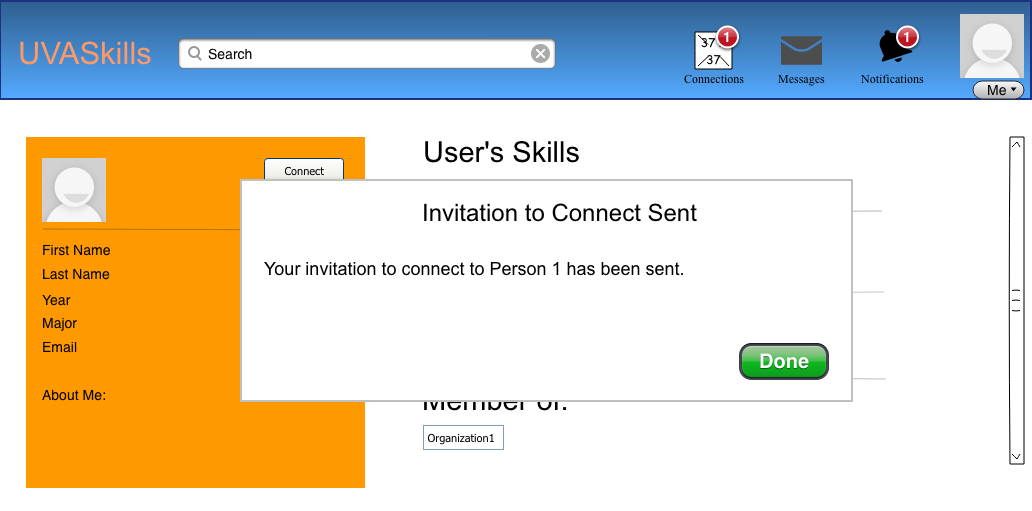 UVASkills
Search
37
37
1
Connections
Messages
1
Notifications
Me
Connect
First Name
Last Name
Year
Major
Email
About Me:
User's Skills
Invitation to Connect Sent
Your invitation to connect to Person 1 has been sent.
Done
Member of:
Organization1